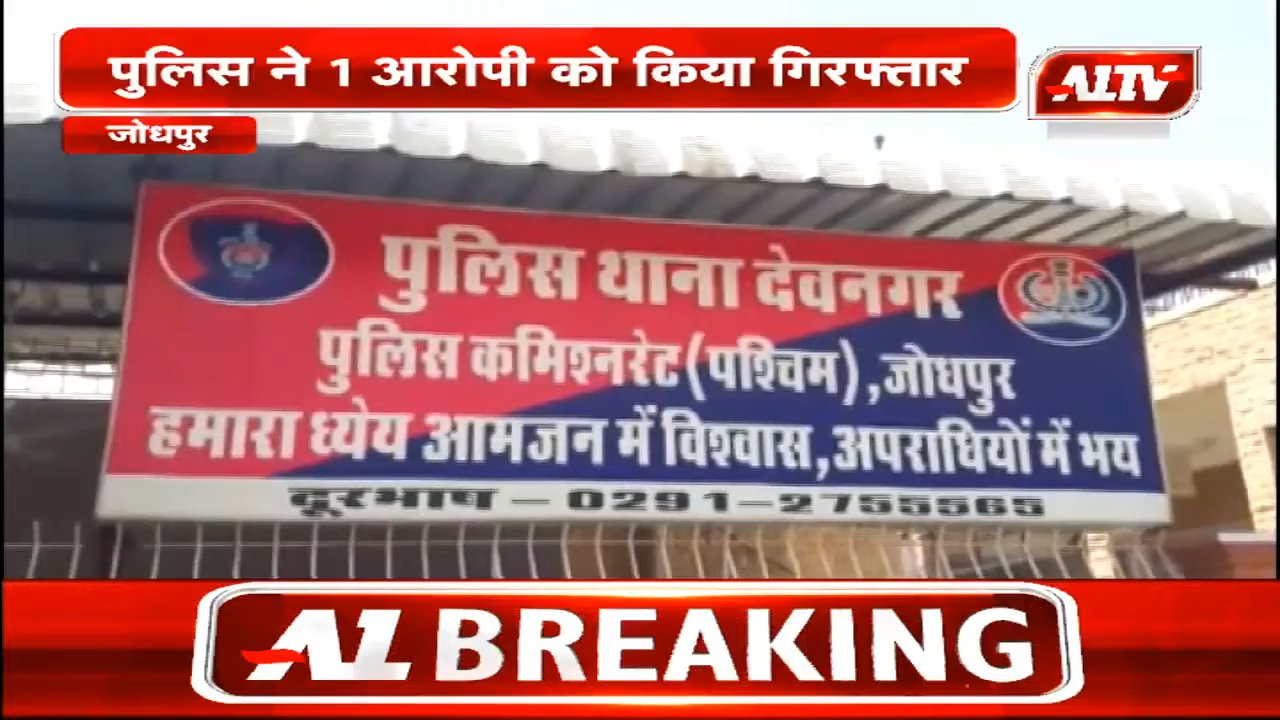 पुलिस ने 1 आरोपी को किया गिरफ्तार
ALTV
जोधपुर
पुलिस थाना देवनगर
पुलिस कमिश्नरेट (पश्चिम), जोधपुर
हमारा ध्येय आमजन में विश्वास, अपराधियों में भय
दूरभाष - 0291-2755565
AL BREAKING